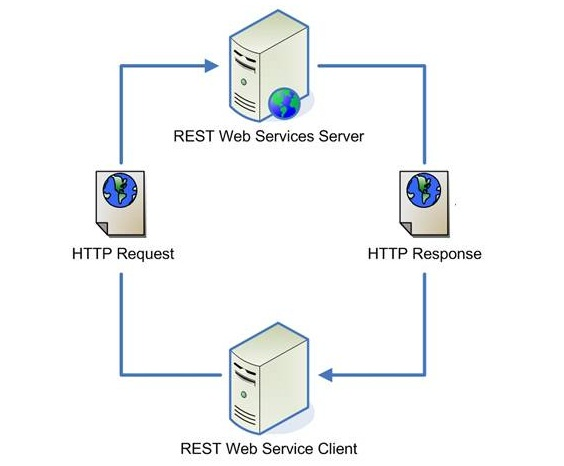 REST Web Services Server
HTTP Request
HTTP Response
REST Web Service Client